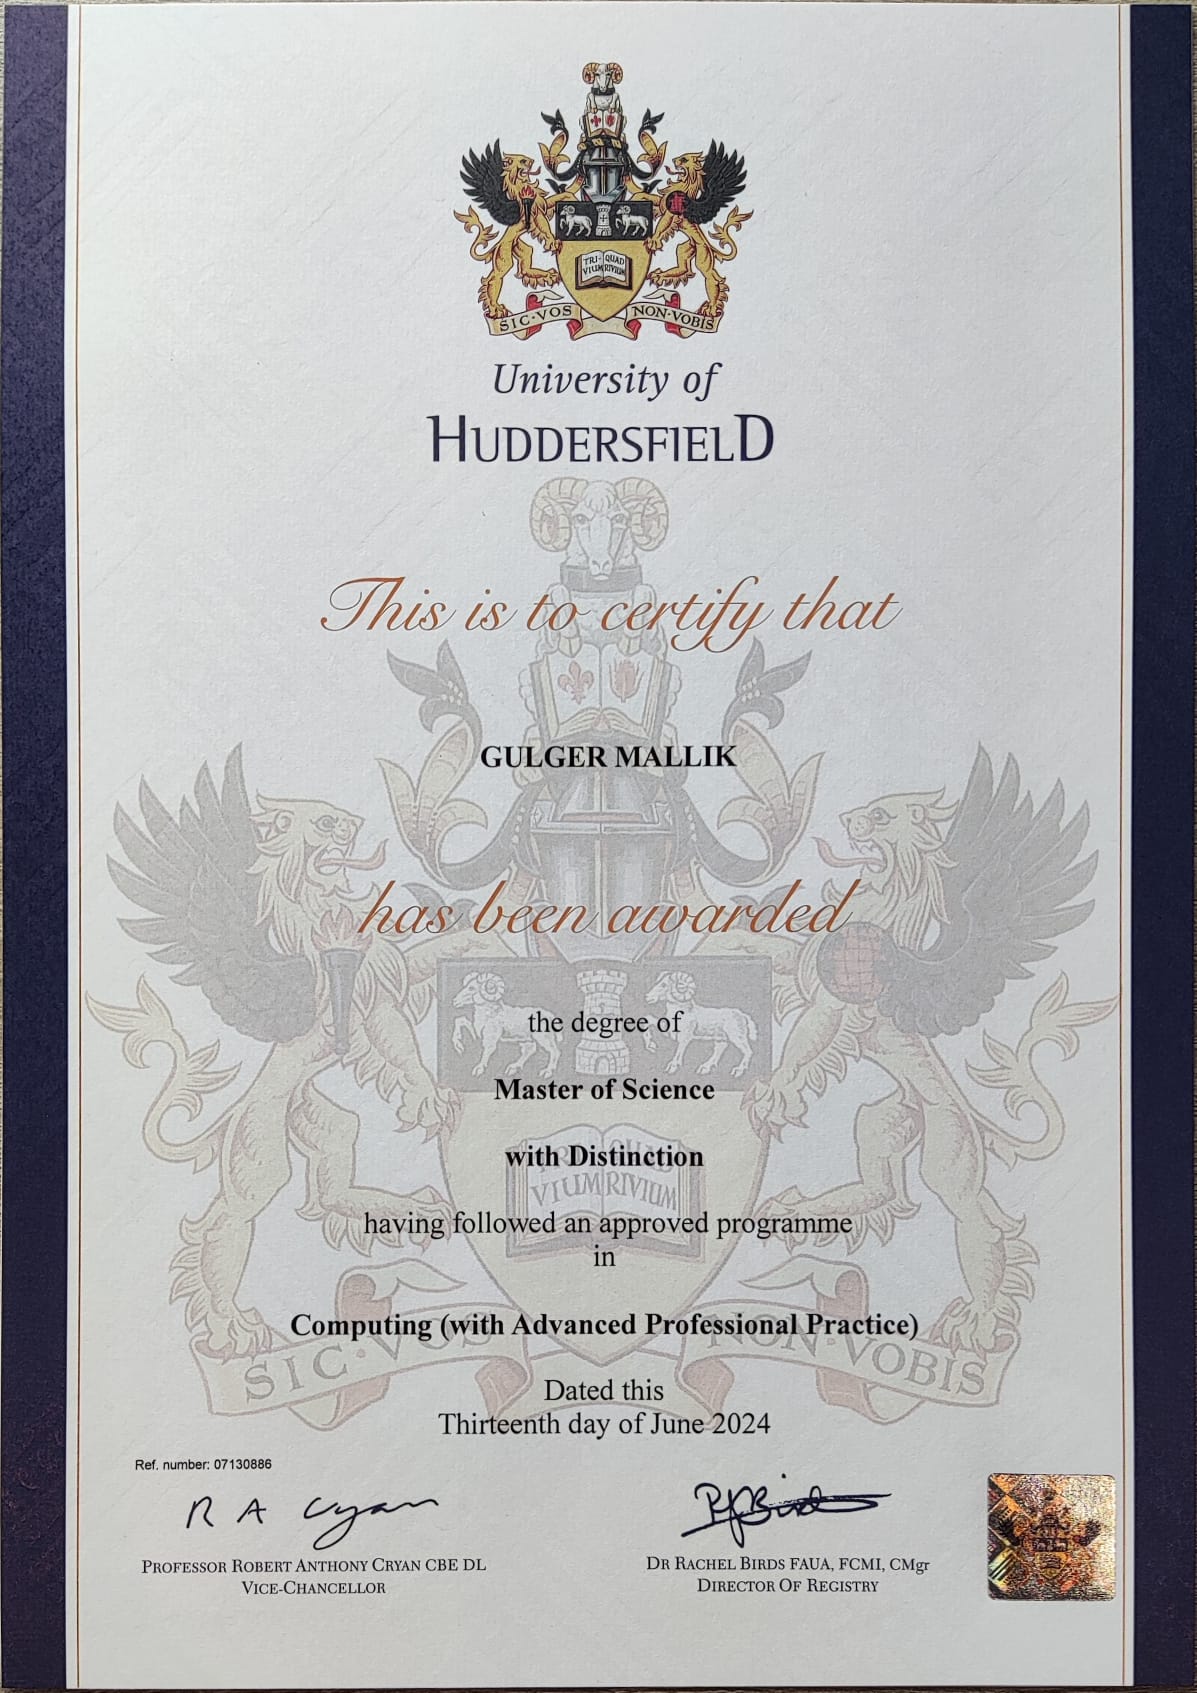 TRI- QUAD
VIUM RIVIUM
SIC·VOS NON·VOBIS
University of
HUDDERSFIELD
This is to certify that
GULGER MALLIK
has been awarded
the degree of
Master of Science
with Distinction
having followed an approved programme
in
Computing (with Advanced Professional Practice)
Dated this
Thirteenth day of June 2024
Ref. number: 07130886
R A Cryan
PROFESSOR ROBERT ANTHONY CRYAN CBE DL
VICE-CHANCELLOR
DR RACHEL BIRDS FAUA, FCMI, CMgr
DIRECTOR OF REGISTRY